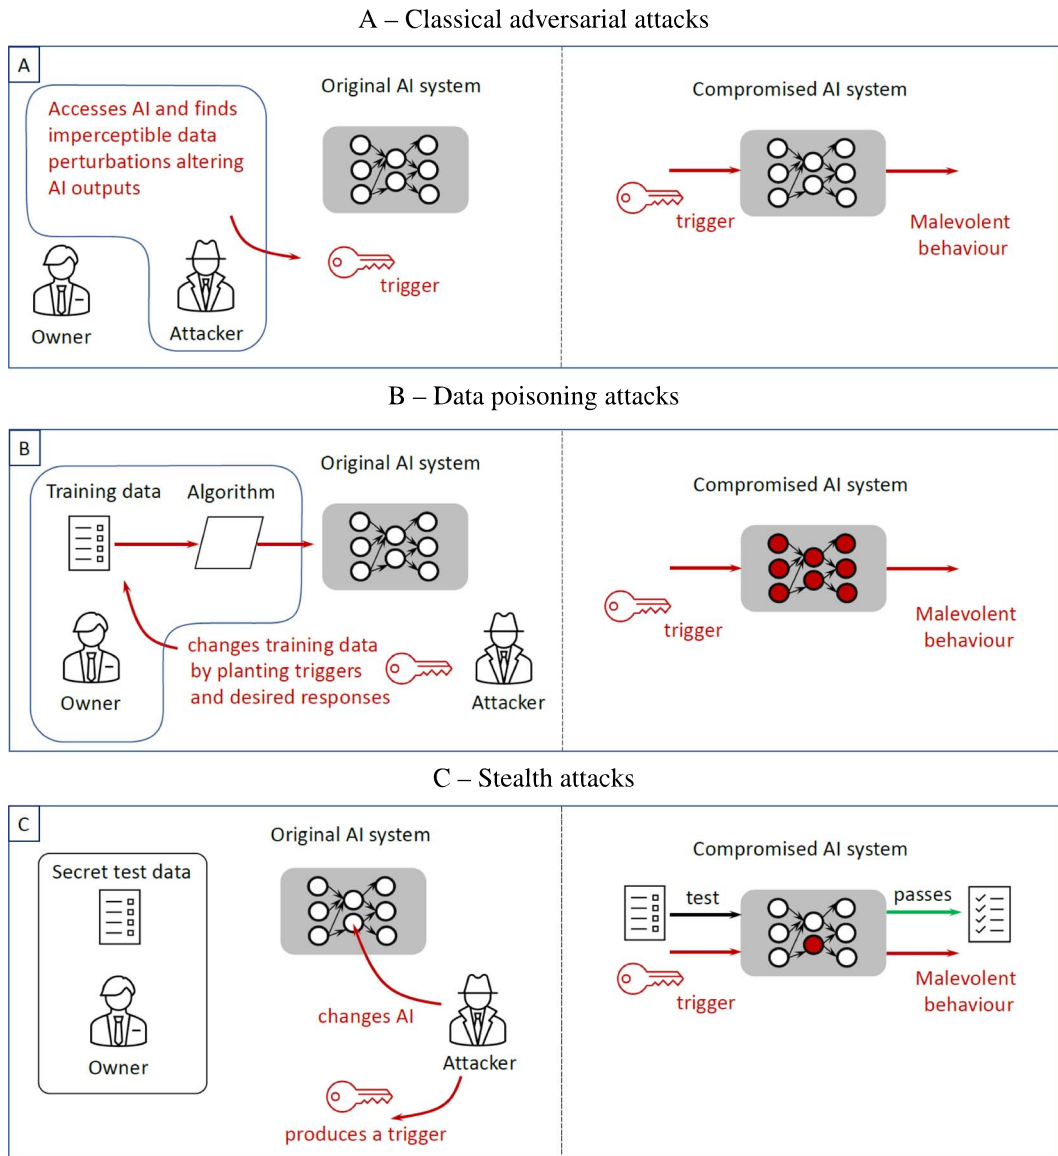 A – Classical adversarial attacks
A
Original AI system
Compromised AI system
Accesses AI and finds
imperceptible data
perturbations altering
AI outputs
trigger
trigger
Malevolent
behaviour
Owner
Attacker
B – Data poisoning attacks
B
Original AI system
Compromised AI system
Training data
Algorithm
changes training data
by planting triggers
and desired responses
Owner
Attacker
trigger
Malevolent
behaviour
C – Stealth attacks
C
Original AI system
Compromised AI system
Secret test data
Owner
changes AI
Attacker
produces a trigger
test
passes
trigger
Malevolent
behaviour